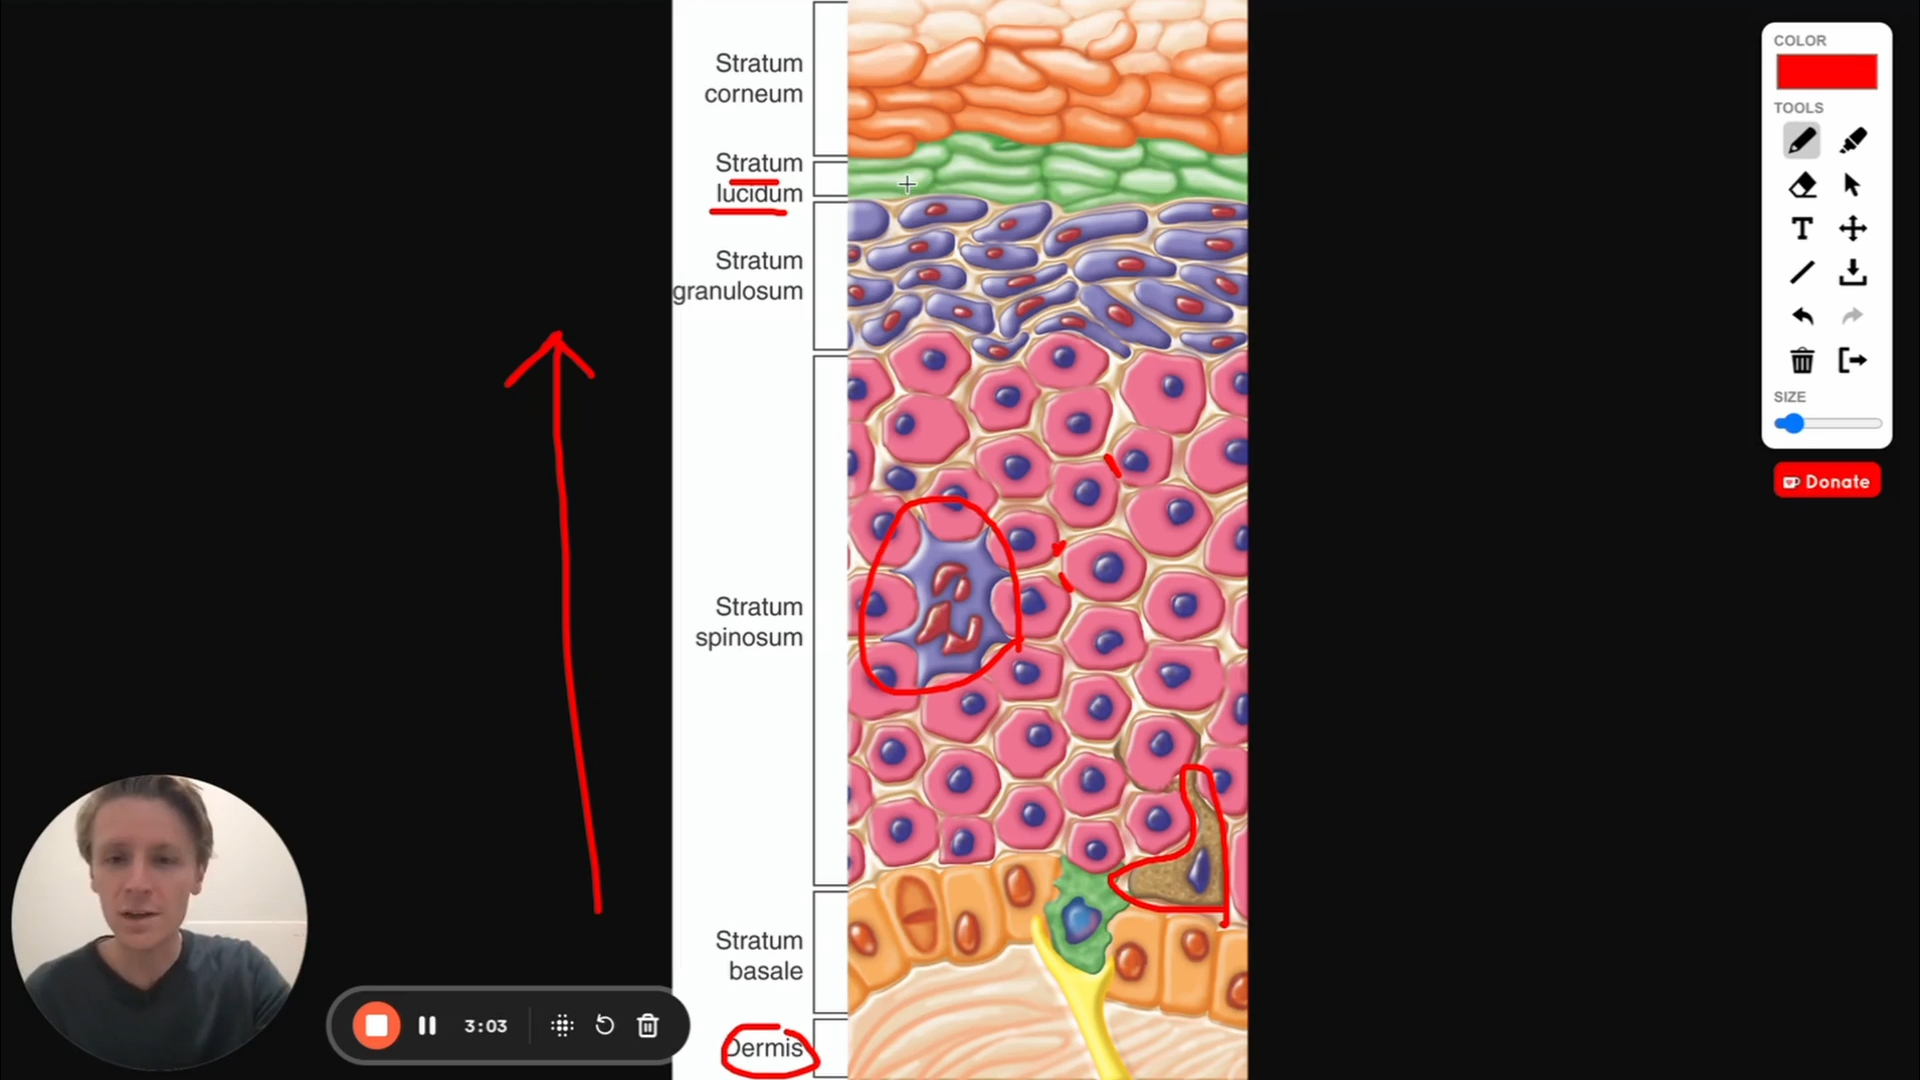 Stratum
corneum
Stratum
lucidum
Stratum
granulosum
Stratum
spinosum
Stratum
basale
Dermis
3:03
COLOR
TOOLS
T
SIZE
Donate